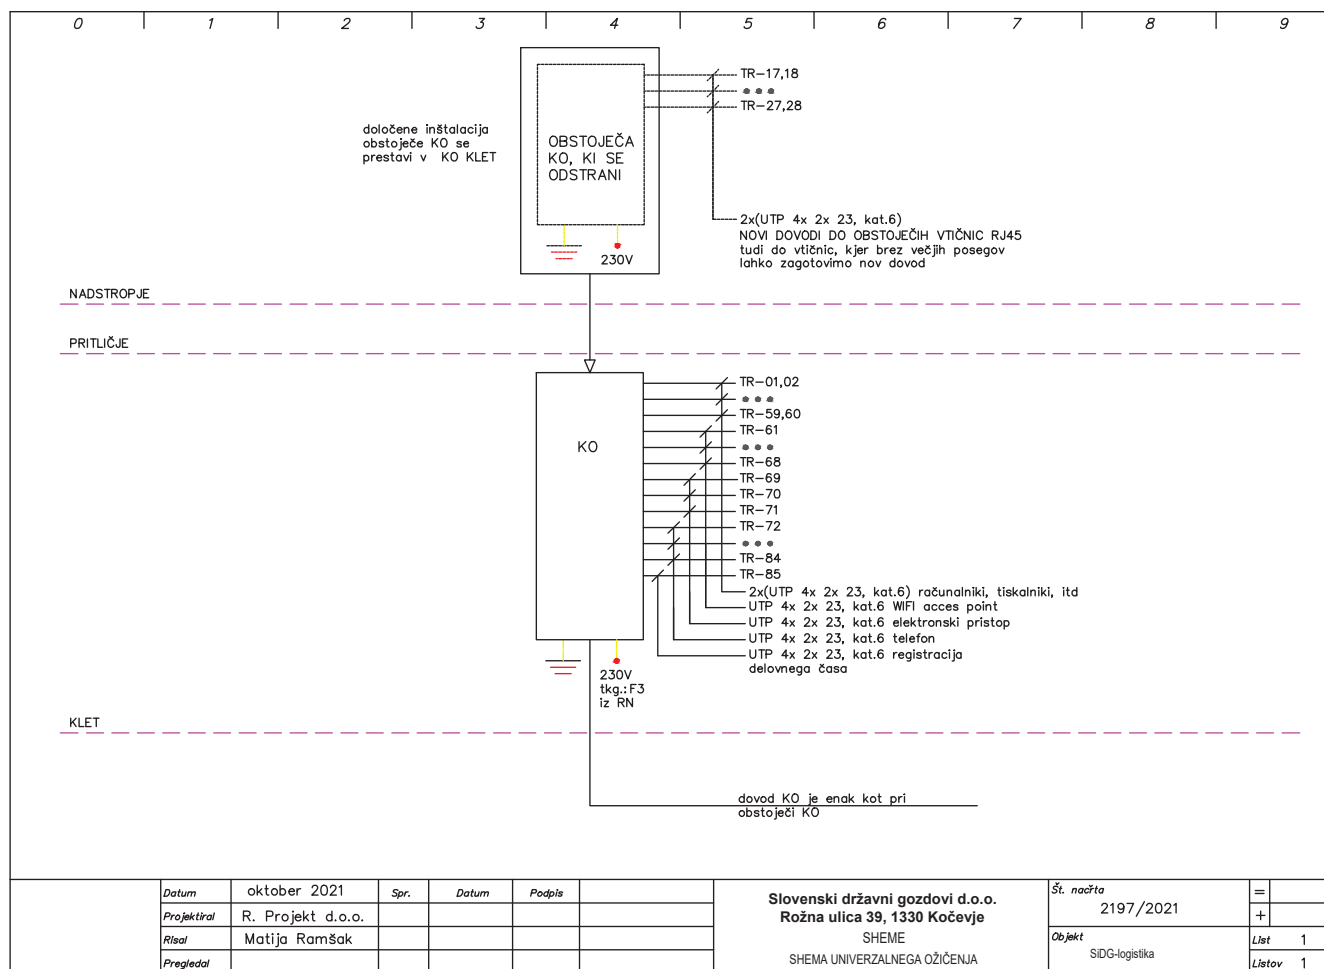 0 1 2 3 4 5 6 7 8 9
TR-17,18
TR-27,28
določene inštalacija
obstoječe KO se
prestavi v KO KLET
OBSTOJEČA
KO, KI SE
ODSTRANI
230V
2x(UTP 4x 2x 23, kat.6)
NOVI DOVODI DO OBSTOJEČIH VTIČNIC RJ45
tudi do vtičnic, kjer brez večjih posegov
lahko zagotovimo nov dovod
NADSTROPJE
PRITLIČJE
KO
TR-01,02
TR-59,60
TR-61
TR-68
TR-69
TR-70
TR-71
TR-72
TR-84
TR-85
2x(UTP 4x 2x 23, kat.6) računalniki, tiskalniki, itd
UTP 4x 2x 23, kat.6 WIFI acces point
UTP 4x 2x 23, kat.6 elektronski pristop
UTP 4x 2x 23, kat.6 telefon
UTP 4x 2x 23, kat.6 registracija
delovnega časa
230V
tkg.:F3
iz RN
KLET
dovod KO je enak kot pri
obstoječi KO
Datum oktober 2021 Spr. Datum Podpis
Projektiral R. Projekt d.o.o.
Risal Matija Ramšak
Pregledal
Slovenski državni gozdovi d.o.o.
Rožna ulica 39, 1330 Kočevje
SHEME
SHEMA UNIVERZALNEGA OŽIČENJA
Št. načrta
2197/2021
Objekt
SiDG-logistika
=
+
List 1
Listov 1